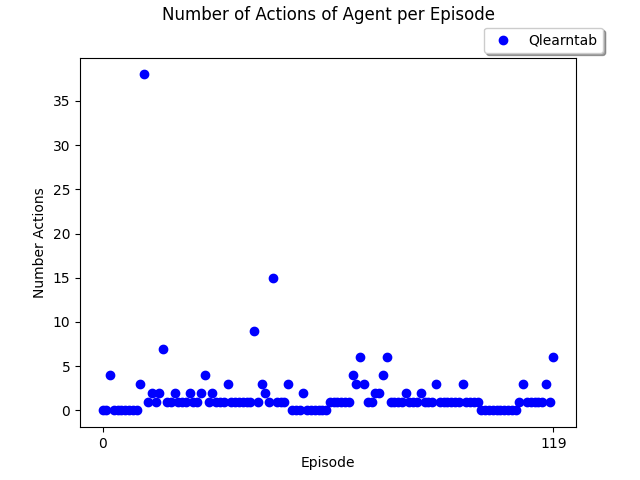 Number of Actions of Agent per Episode
Qlearntab
35
30
25
20
15
10
5
0
Number Actions
0 119
Episode